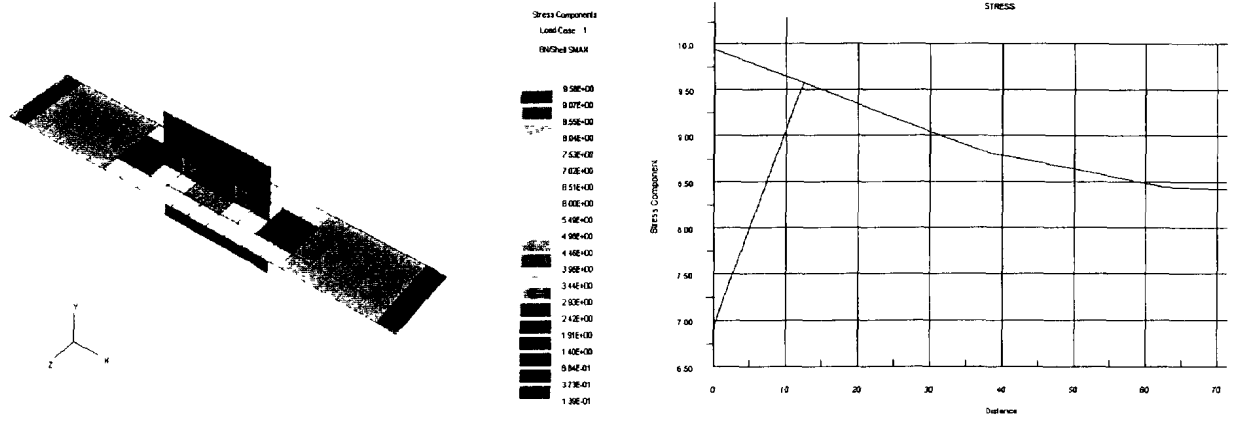 Stress Components
Load Case 1
BN/Shell SMAX
9.58E+00
9.07E+00
8.55E+00
8.04E+00
7.53E+00
7.02E+00
6.51E+00
6.00E+00
5.49E+00
4.98E+00
4.46E+00
3.95E+00
3.44E+00
2.93E+00
2.42E+00
1.91E+00
1.40E+00
8.84E-01
3.73E-01
1.39E-01
Y
Z
X
STRESS
Stress Component
10.0
9.50
9.00
8.50
8.00
7.50
7.00
6.50
0 10 20 30 40 50 60 70
Distance